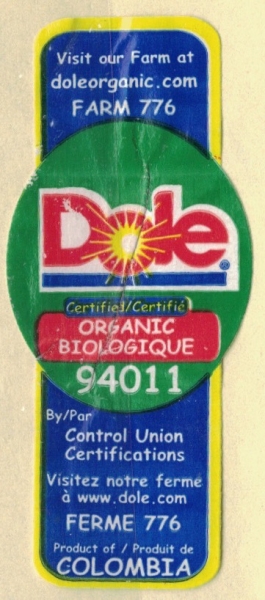 Visit our Farm at
doleorganic.com
FARM 776
Dole
Certified/Certifié
ORGANIC
BIOLOGIQUE
94011
By/Par
Control Union
Certifications
Visitez notre ferme
à www.dole.com
FERME 776
Product of / Produit de
COLOMBIA